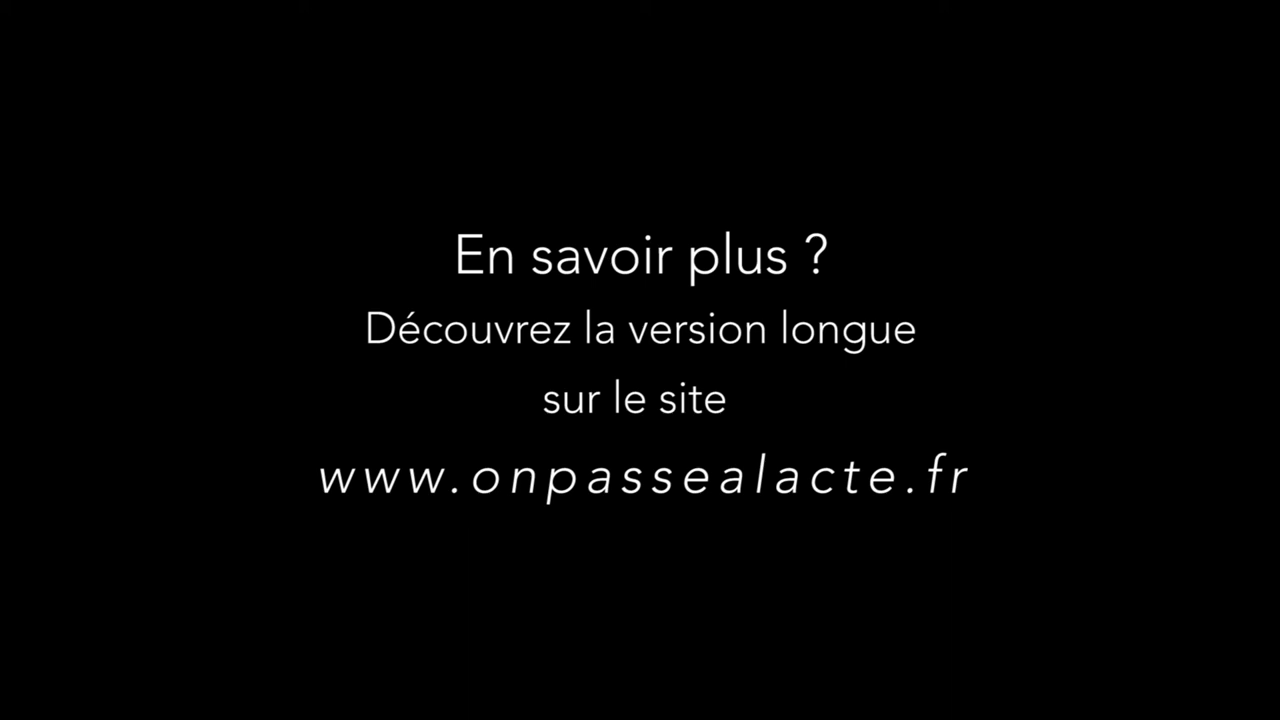 En savoir plus ?
Découvrez la version longue
sur le site
www.onpassealacte.fr